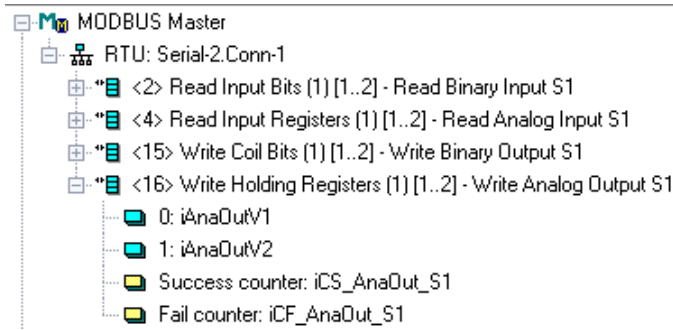 MODBUS Master
RTU: Serial-2.Conn-1
<2> Read Input Bits (1) [1..2] - Read Binary Input S1
<4> Read Input Registers (1) [1..2] - Read Analog Input S1
<15> Write Coil Bits (1) [1..2] - Write Binary Output S1
<16> Write Holding Registers (1) [1..2] - Write Analog Output S1
0: iAnaOutV1
1: iAnaOutV2
Success counter: iCS_AnaOut_S1
Fail counter: iCF_AnaOut_S1